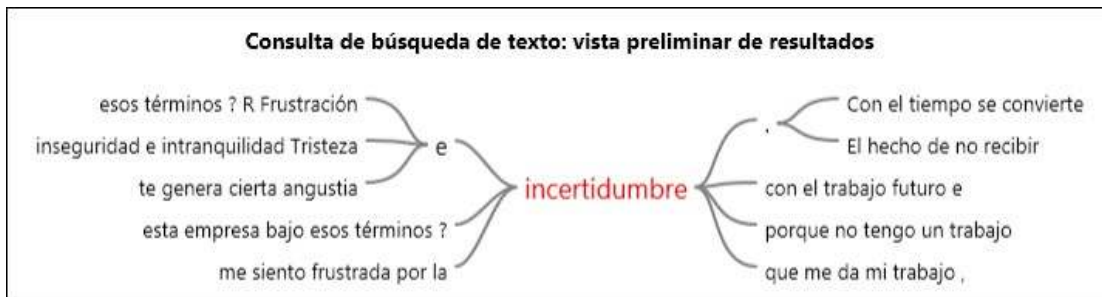 Consulta de búsqueda de texto: vista preliminar de resultados
esos términos ? R Frustración
inseguridad e intranquilidad Tristeza
te genera cierta angustia
e
esta empresa bajo esos términos ?
me siento frustrada por la
incertidumbre
.
Con el tiempo se convierte
El hecho de no recibir
con el trabajo futuro e
porque no tengo un trabajo
que me da mi trabajo ,